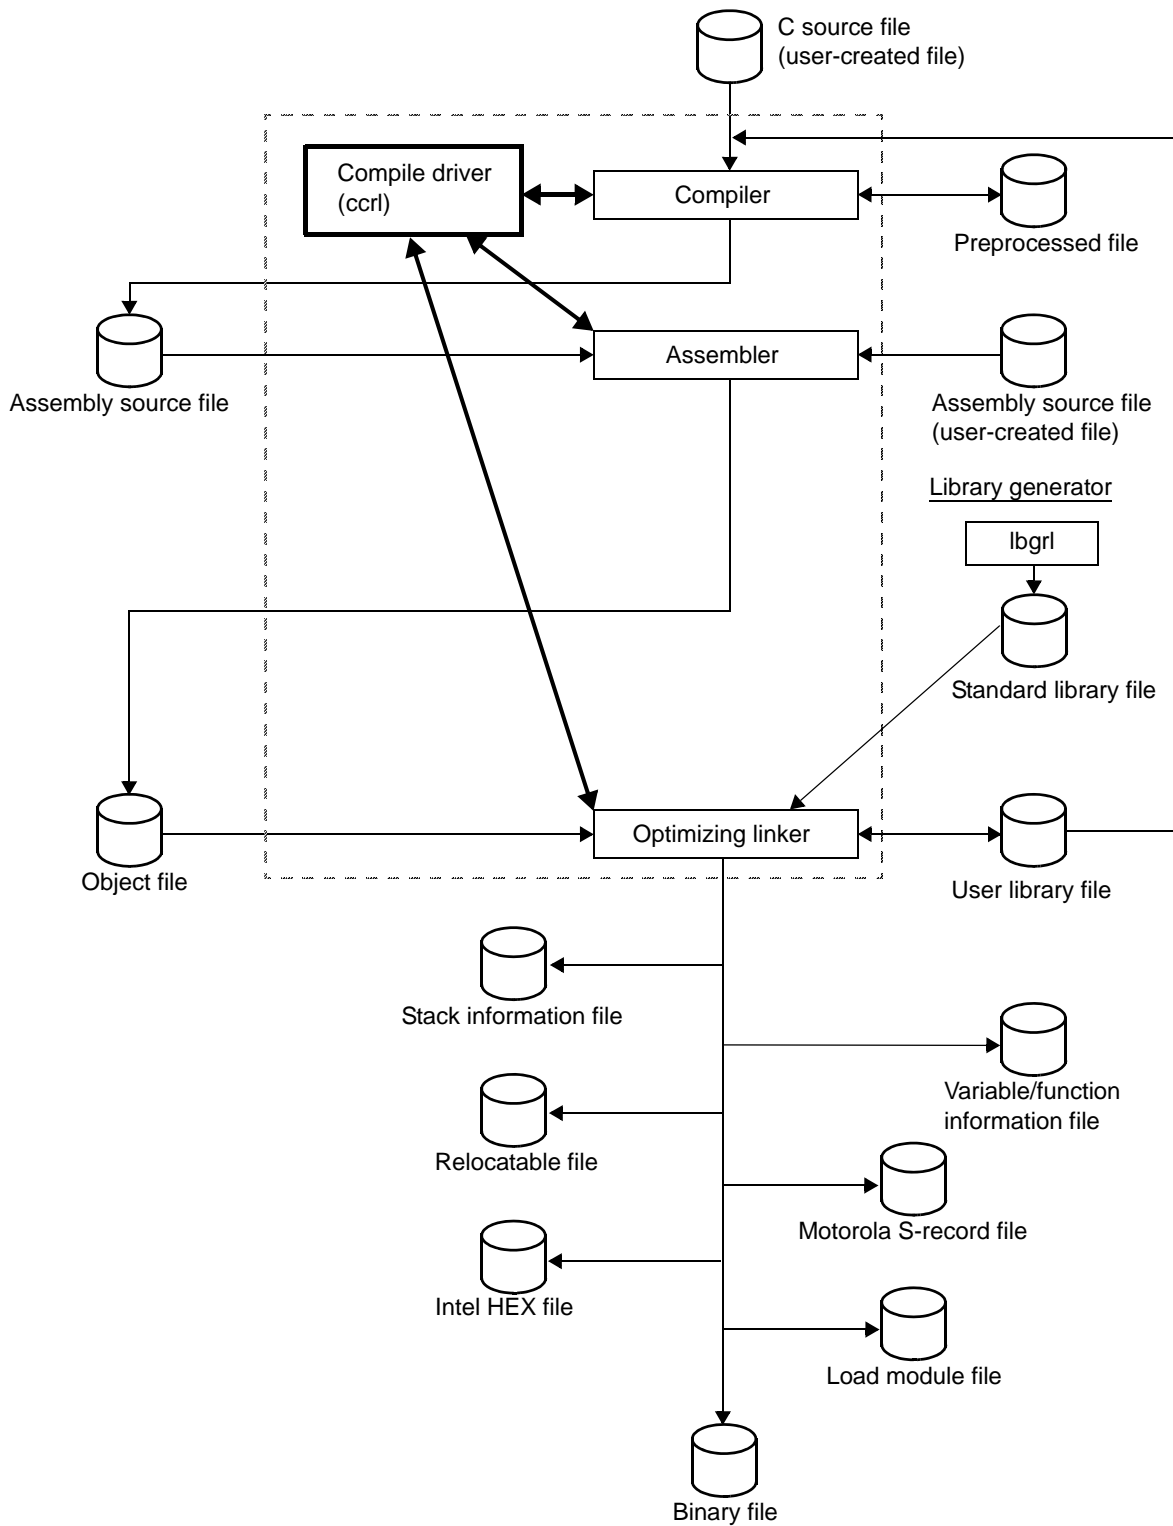 C source file
(user-created file)
Compile driver
(ccrl)
Compiler
Preprocessed file
Assembler
Assembly source file
Assembly source file
(user-created file)
Library generator
lbgrl
Standard library file
Optimizing linker
Object file
User library file
Stack information file
Variable/function
information file
Relocatable file
Motorola S-record file
Intel HEX file
Load module file
Binary file